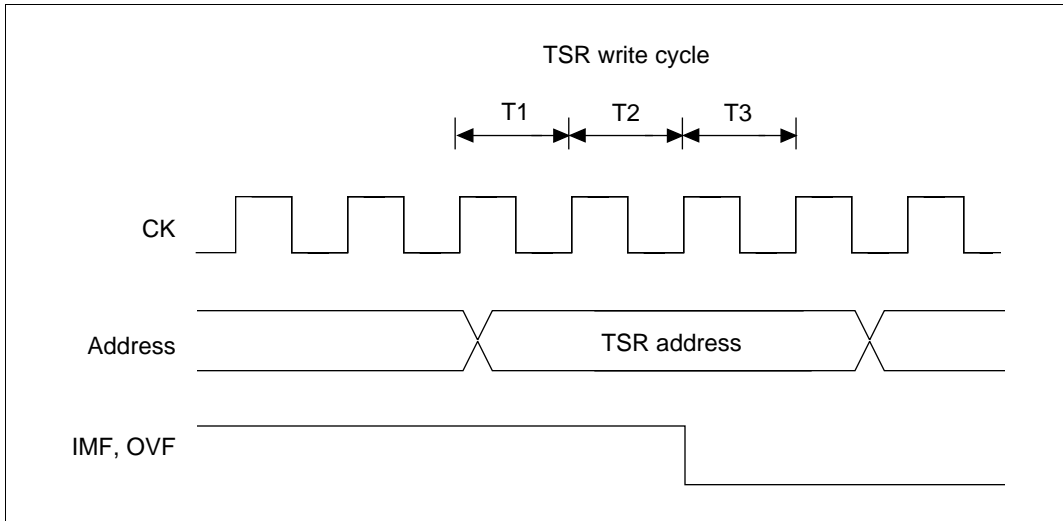 TSR write cycle
T1 T2 T3
CK
Address TSR address
IMF, OVF